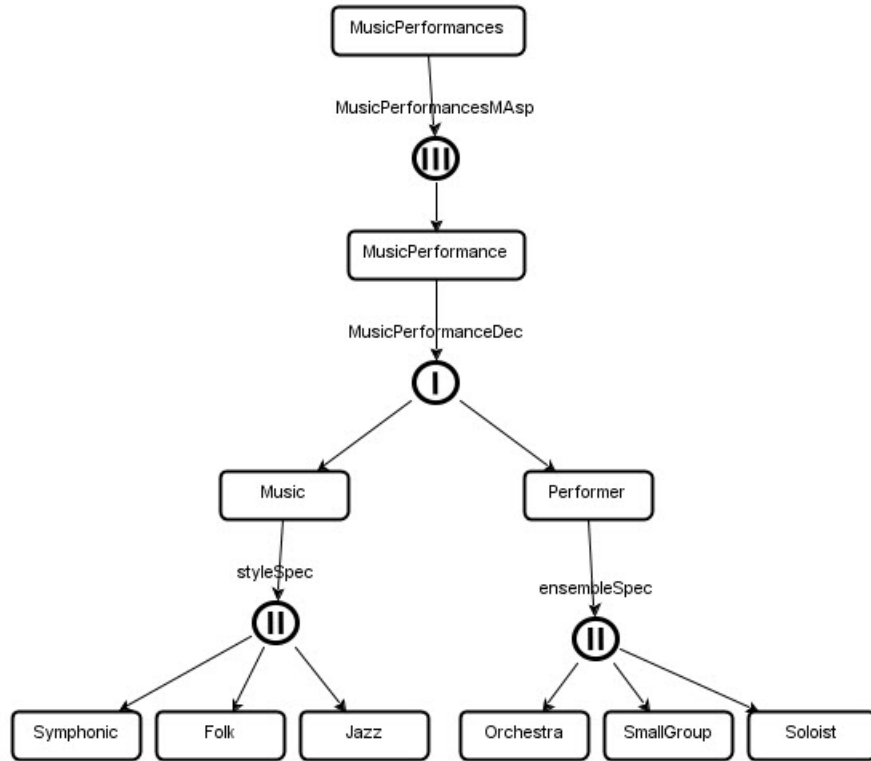 MusicPerformances
MusicPerformancesMAsp
III
MusicPerformance
MusicPerformanceDec
I
Music
Performer
styleSpec
ensembleSpec
II
II
Symphonic
Folk
Jazz
Orchestra
SmallGroup
Soloist